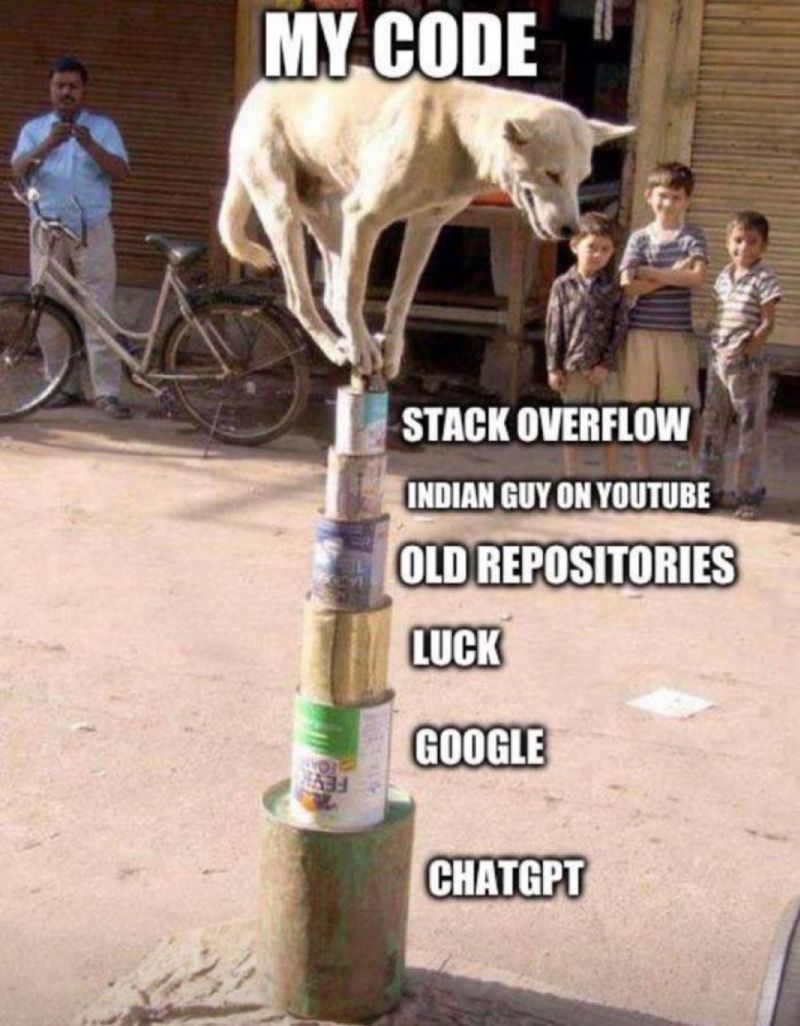 MY CODE
STACK OVERFLOW
INDIAN GUY ON YOUTUBE
OLD REPOSITORIES
LUCK
GOOGLE
CHATGPT